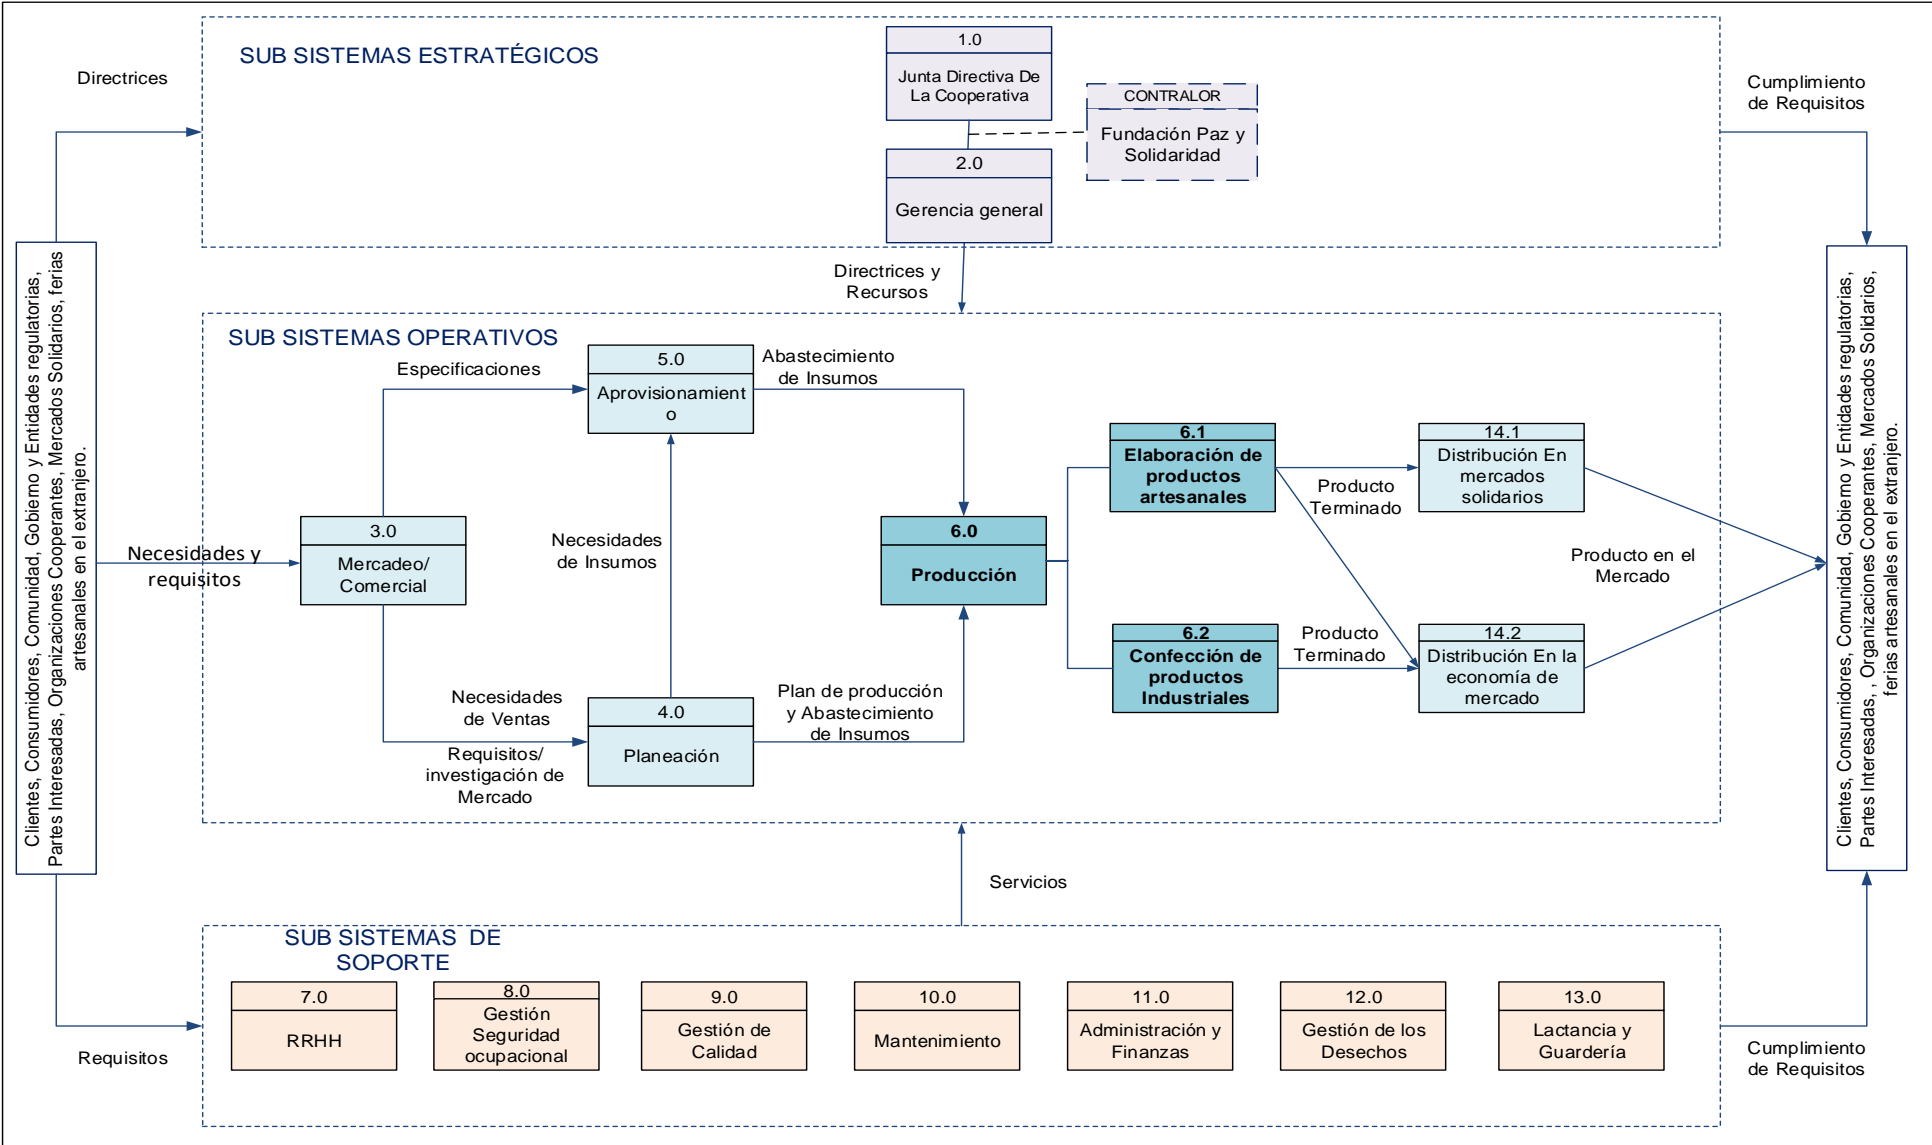 SUB SISTEMAS ESTRATÉGICOS
Directrices
1.0
Junta Directiva De
La Cooperativa
CONTRALOR
Fundación Paz y
Solidaridad
2.0
Gerencia general
Cumplimiento
de Requisitos
Directrices y
Recursos
Clientes, Consumidores, Comunidad, Gobierno y Entidades regulatorias,
Partes Interesadas, Organizaciones Cooperantes, Mercados Solidarios, ferias
artesanales en el extranjero.
Necesidades y
requisitos
SUB SISTEMAS OPERATIVOS
Especificaciones
5.0
Aprovisionamient
o
Abastecimiento
de Insumos
3.0
Mercadeo/
Comercial
Necesidades
de Insumos
6.0
Producción
6.1
Elaboración de
productos
artesanales
Producto
Terminado
14.1
Distribución En
mercados
solidarios
Producto en el
Mercado
6.2
Confección de
productos
Industriales
Producto
Terminado
14.2
Distribución En la
economía de
mercado
Necesidades
de Ventas
Requisitos/
investigación de
Mercado
4.0
Planeación
Plan de producción
y Abastecimiento
de Insumos
Clientes, Consumidores, Comunidad, Gobierno y Entidades regulatorias,
Partes Interesadas, , Organizaciones Cooperantes, Mercados Solidarios,
ferias artesanales en el extranjero.
Servicios
SUB SISTEMAS DE
SOPORTE
Requisitos
7.0
RRHH
8.0
Gestión
Seguridad
ocupacional
9.0
Gestión de
Calidad
10.0
Mantenimiento
11.0
Administración y
Finanzas
12.0
Gestión de los
Desechos
13.0
Lactancia y
Guardería
Cumplimiento
de Requisitos